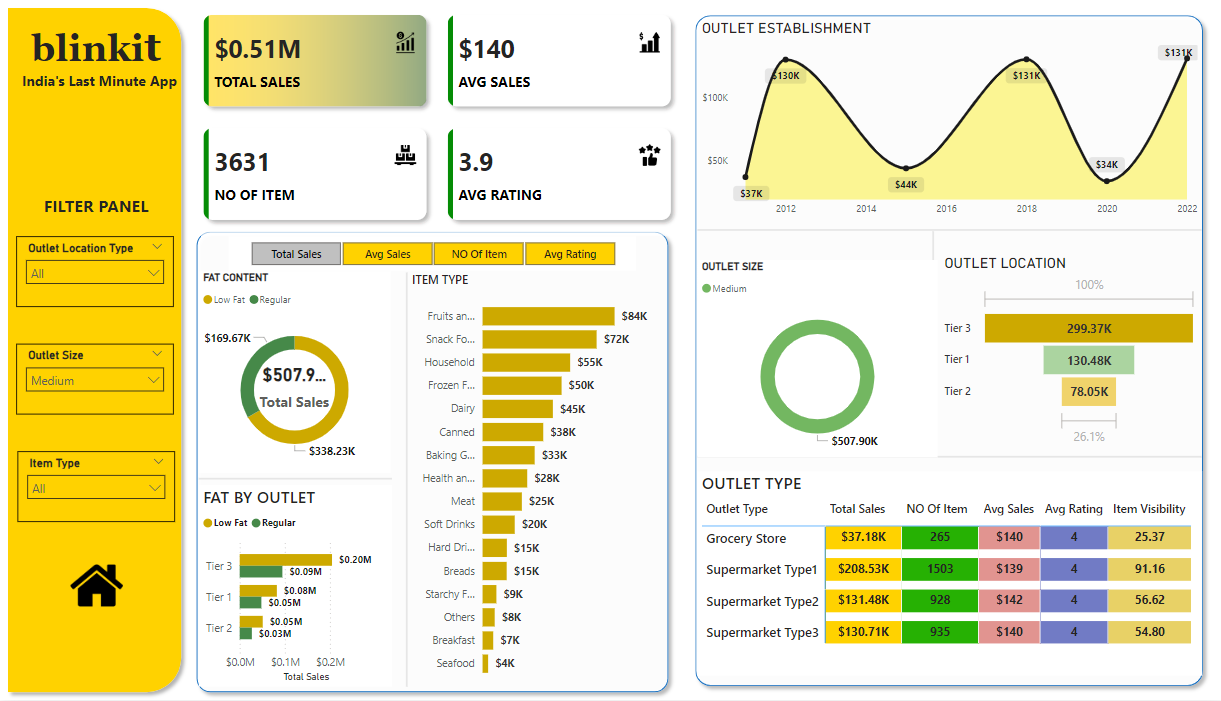 blinkit
India's Last Minute App
FILTER PANEL
Outlet Location Type
All
Outlet Size
Medium
Item Type
All
$0.51M
TOTAL SALES
$140
AVG SALES
3631
NO OF ITEM
3.9
AVG RATING
Total Sales
Avg Sales
NO Of Item
Avg Rating
FAT CONTENT
Low Fat Regular
$169.67K
$507.9...
Total Sales
$338.23K
FAT BY OUTLET
Low Fat Regular
Tier 3 $0.20M
$0.09M
Tier 1 $0.08M
$0.05M
Tier 2 $0.05M
$0.03M
$0.0M $0.1M $0.2M
Total Sales
ITEM TYPE
Fruits an... $84K
Snack Fo... $72K
Household $55K
Frozen F... $50K
Dairy $45K
Canned $38K
Baking G... $33K
Health an... $28K
Meat $25K
Soft Drinks $20K
Hard Dri... $15K
Breads $15K
Starchy F... $9K
Others $8K
Breakfast $7K
Seafood $4K
OUTLET ESTABLISHMENT
$131K
$130K
$131K
$100K
$50K
$34K
$44K
$37K
2012 2014 2016 2018 2020 2022
OUTLET SIZE
Medium
$507.90K
OUTLET LOCATION
100%
Tier 3 299.37K
Tier 1 130.48K
Tier 2 78.05K
26.1%
OUTLET TYPE
Outlet Type Total Sales NO Of Item Avg Sales Avg Rating Item Visibility
Grocery Store $37.18K 265 $140 4 25.37
Supermarket Type1 $208.53K 1503 $139 4 91.16
Supermarket Type2 $131.48K 928 $142 4 56.62
Supermarket Type3 $130.71K 935 $140 4 54.80